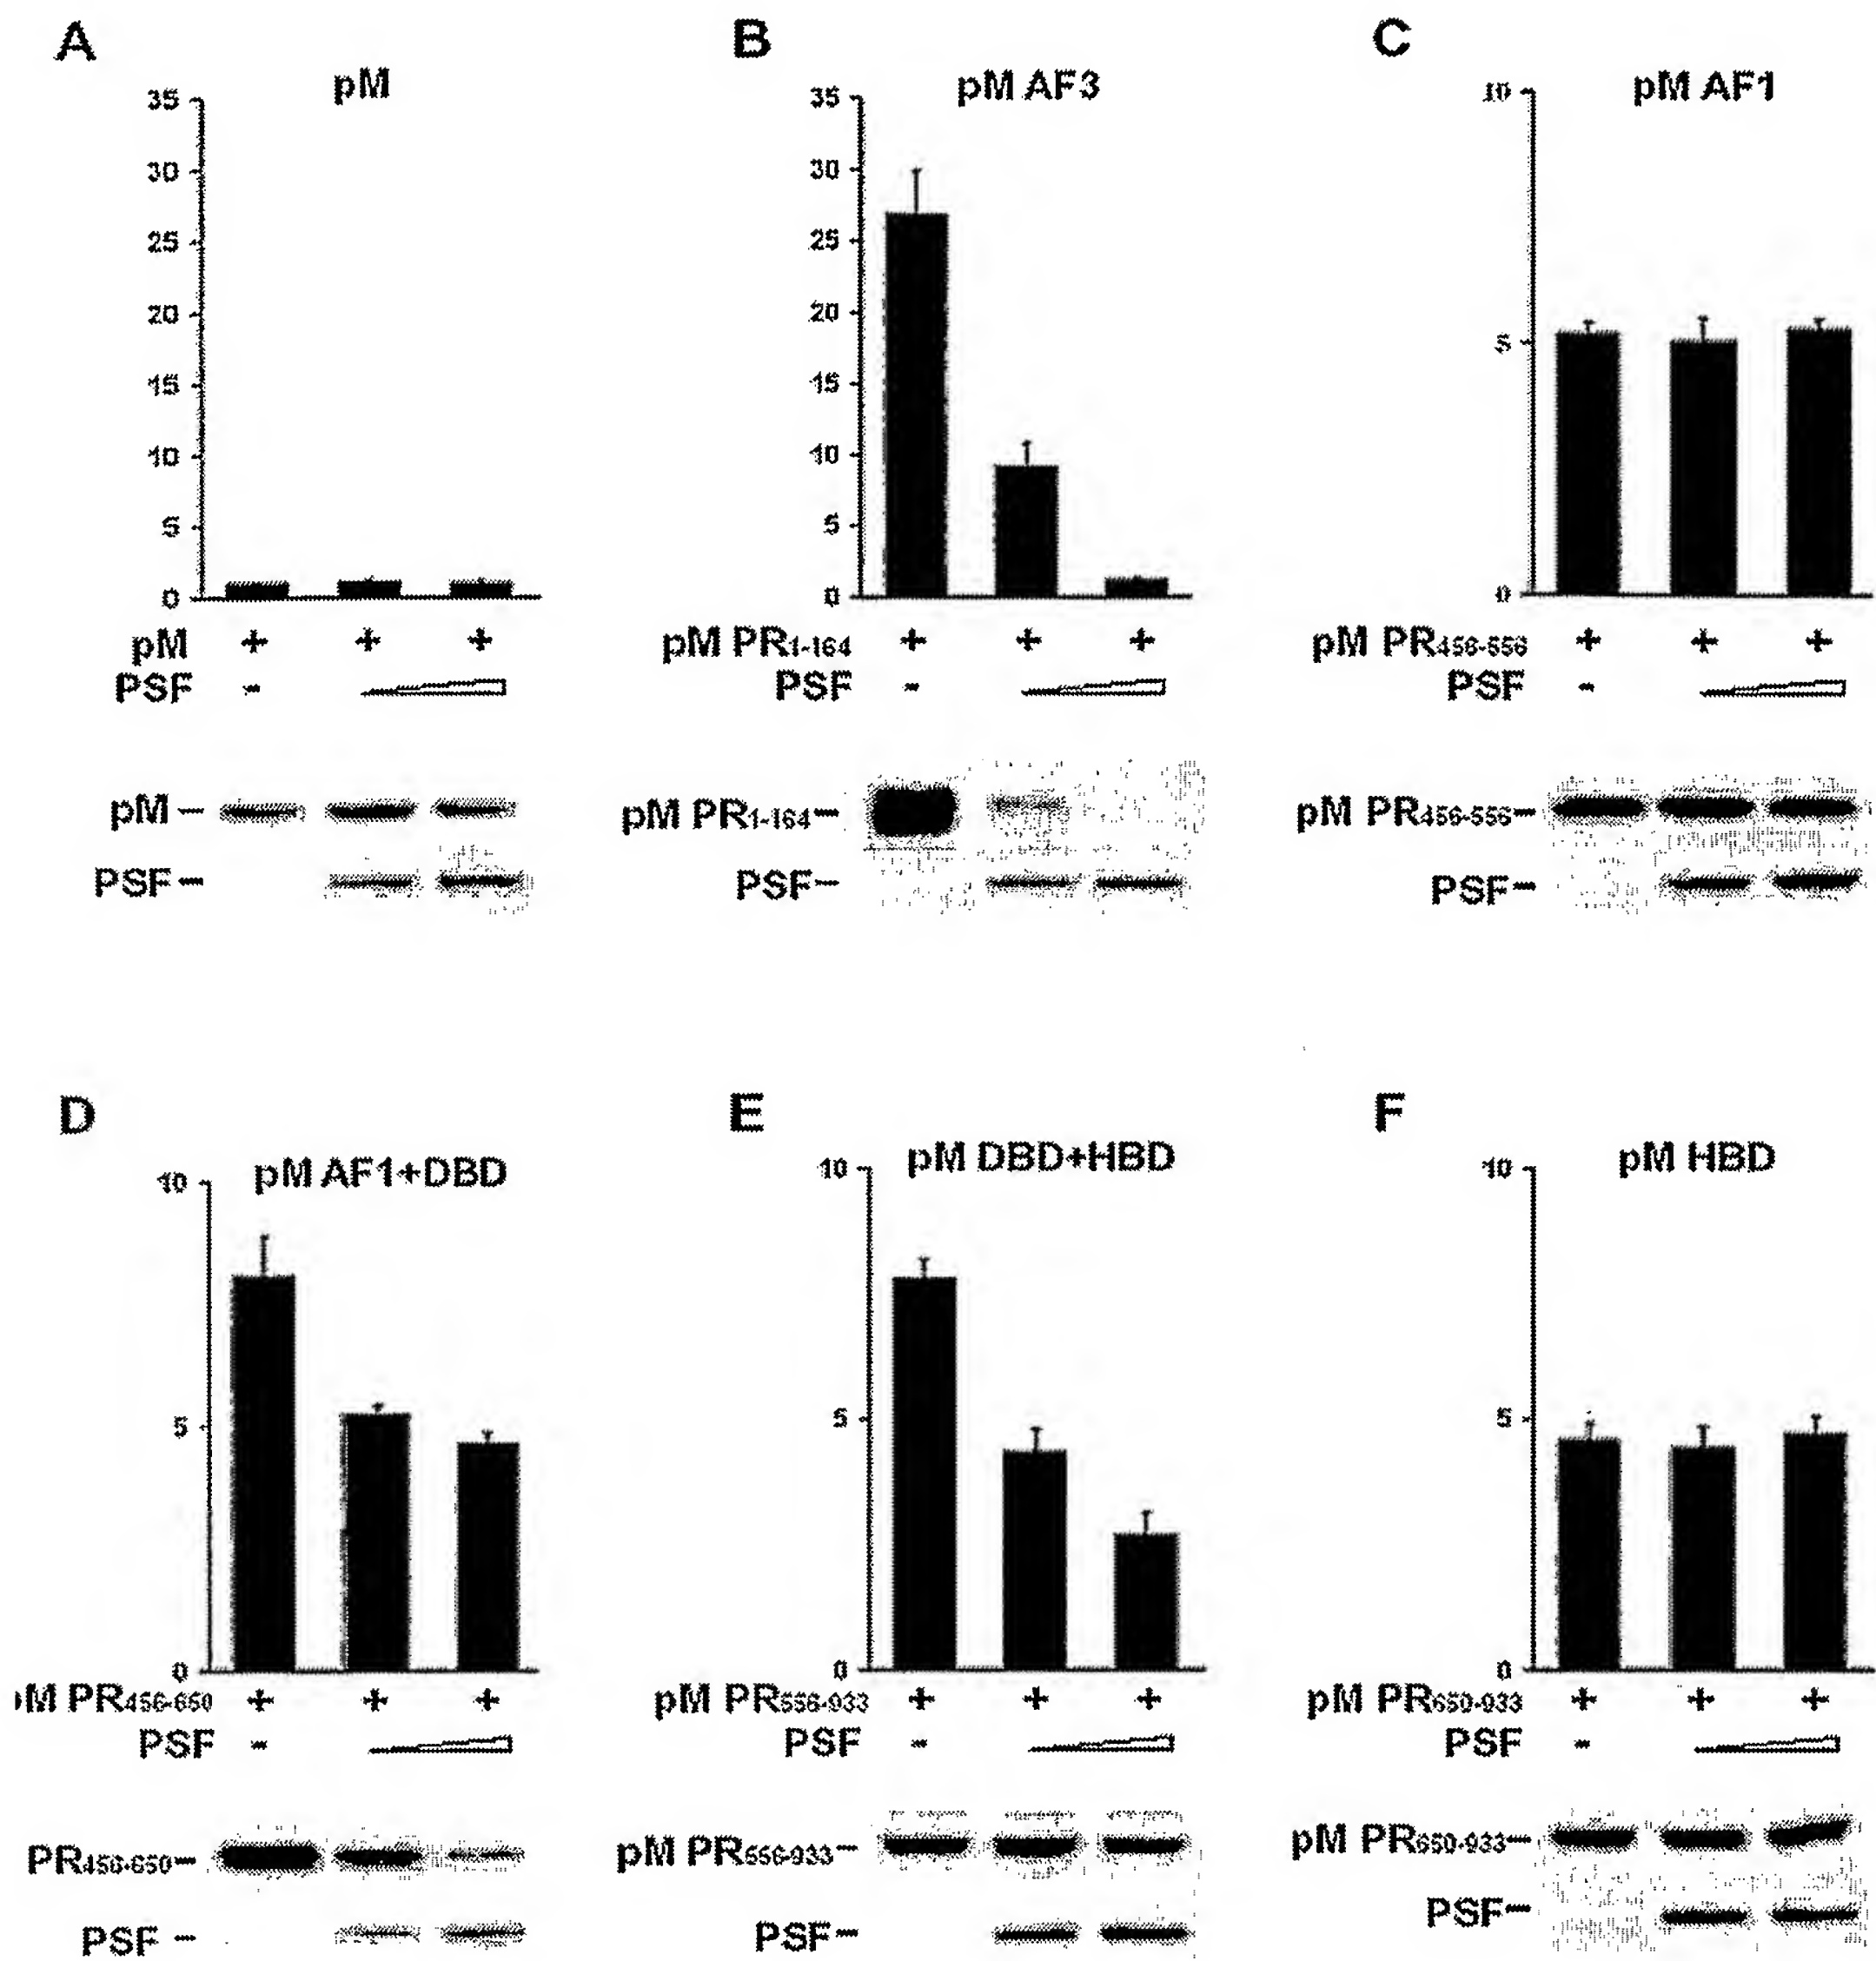 A
pM
35
30
25
20
15
10
5
0
pM + + +
PSF -
pM –
PSF –
B
pM AF3
35
30
25
20
15
10
5
0
pM PR1-164 + + +
PSF -
pM PR1-164 –
PSF –
C
pM AF1
10
5
0
pM PR456-556 + + +
PSF -
pM PR456-556 –
PSF –
D
pM AF1+DBD
10
5
0
M PR456-650 + + +
PSF -
PR456-650 –
PSF –
E
pM DBD+HBD
10
5
0
pM PR556-933 + + +
PSF -
pM PR556-933 –
PSF –
F
pM HBD
10
5
0
pM PR650-933 + + +
PSF -
pM PR650-933 –
PSF –